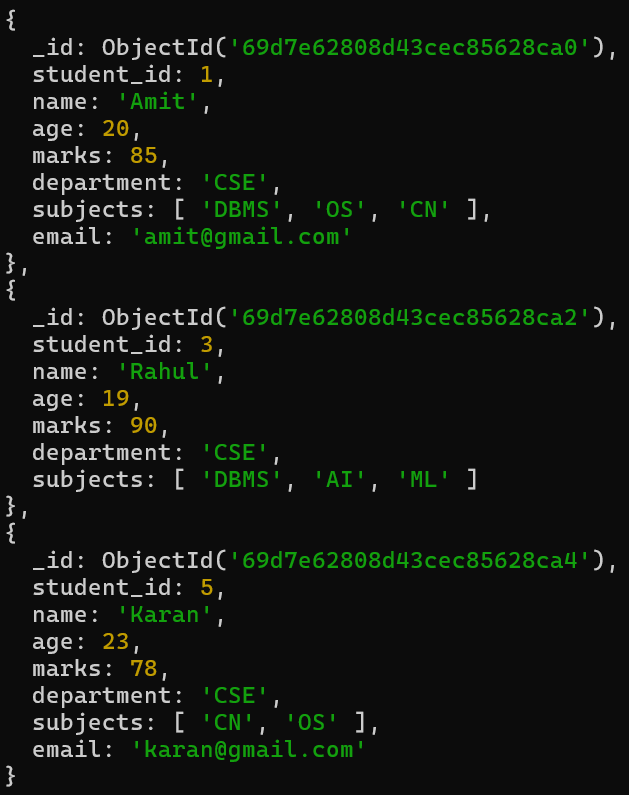 {
  _id: ObjectId('69d7e62808d43cec85628ca0'),
  student_id: 1,
  name: 'Amit',
  age: 20,
  marks: 85,
  department: 'CSE',
  subjects: [ 'DBMS', 'OS', 'CN' ],
  email: 'amit@gmail.com'
},
{
  _id: ObjectId('69d7e62808d43cec85628ca2'),
  student_id: 3,
  name: 'Rahul',
  age: 19,
  marks: 90,
  department: 'CSE',
  subjects: [ 'DBMS', 'AI', 'ML' ]
},
{
  _id: ObjectId('69d7e62808d43cec85628ca4'),
  student_id: 5,
  name: 'Karan',
  age: 23,
  marks: 78,
  department: 'CSE',
  subjects: [ 'CN', 'OS' ],
  email: 'karan@gmail.com'
}